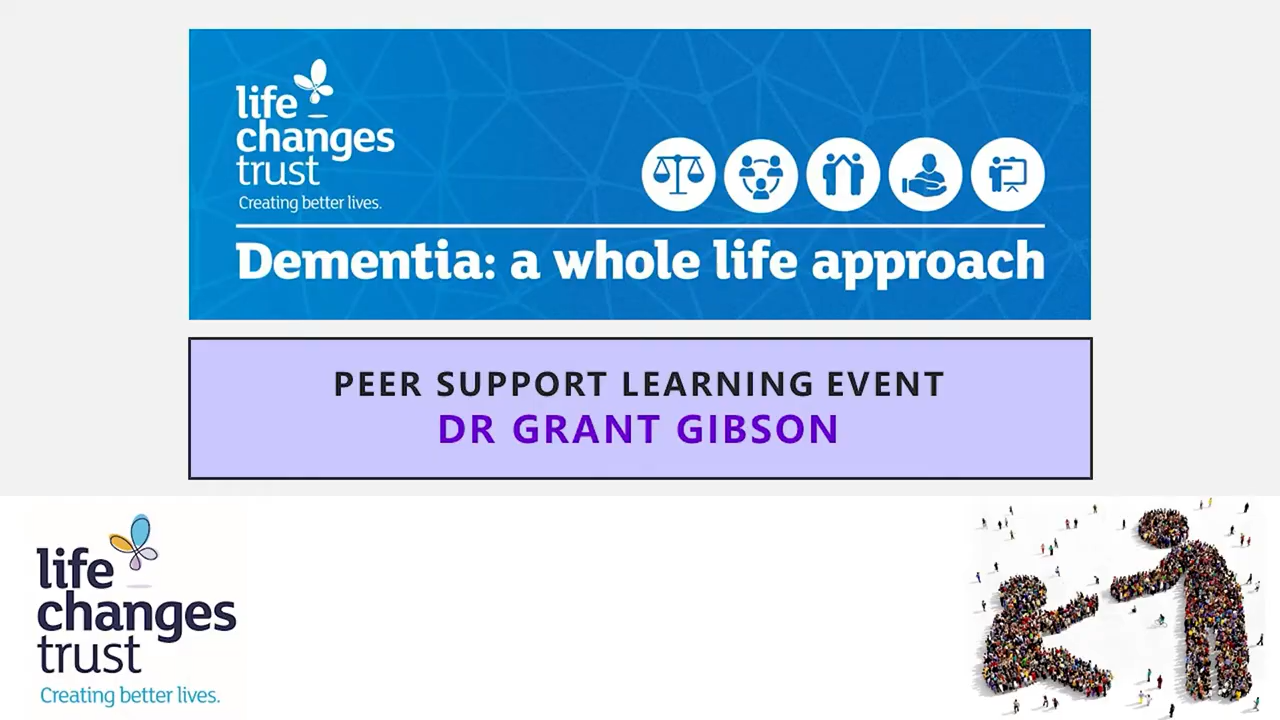 life
changes
trust
Creating better lives.
Dementia: a whole life approach
PEER SUPPORT LEARNING EVENT
DR GRANT GIBSON
life
changes
trust
Creating better lives.